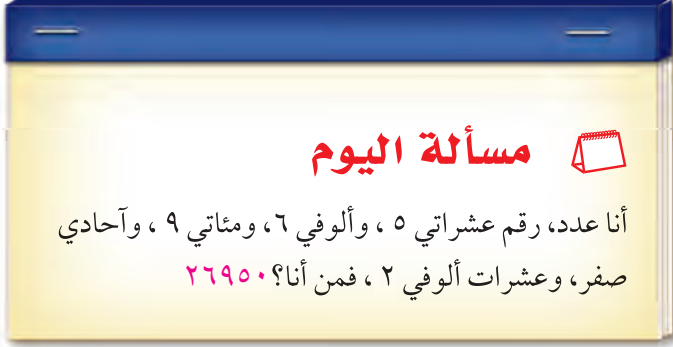 مسألة اليوم
أنا عدد، رقم عشراتي ٥ ، وألوفي ٦، ومئاتي ٩ ، وآحادي
صفر، وعشرات ألوفي ٢ ، فمن أنا؟ ٢٦٩٥٠